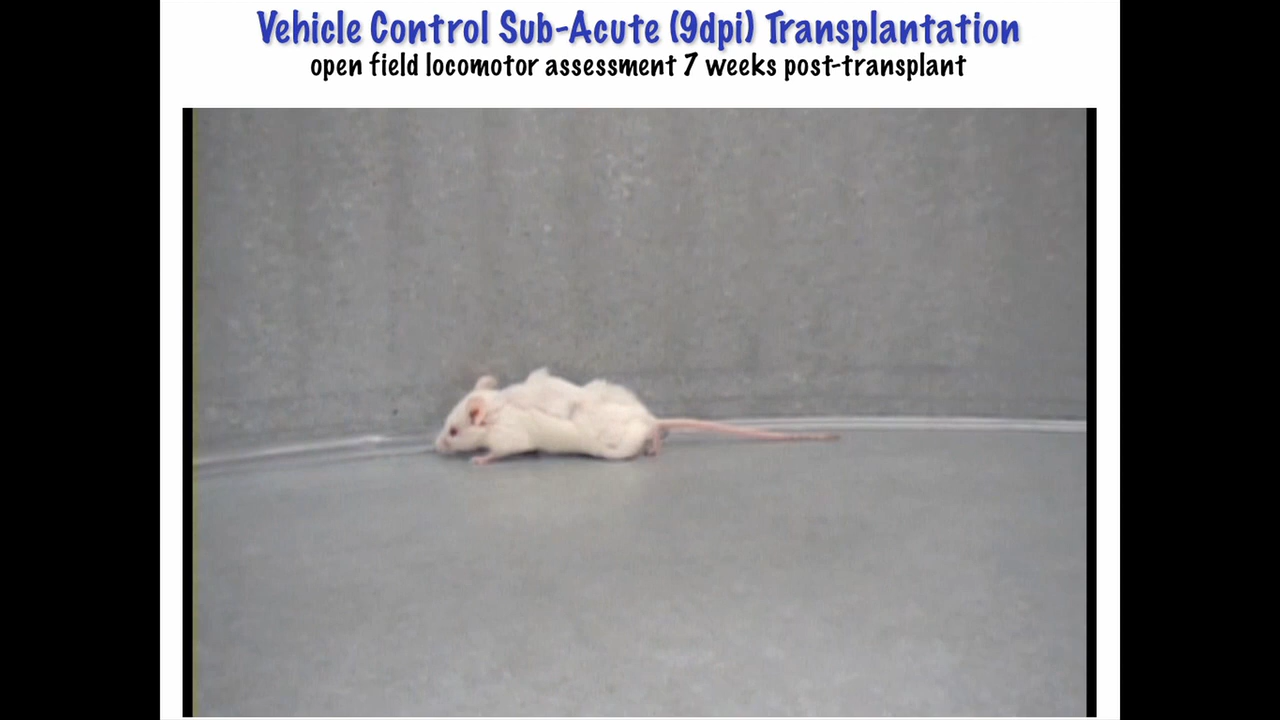 Vehicle Control Sub-Acute (9dpi) Transplantation
open field locomotor assessment 7 weeks post-transplant